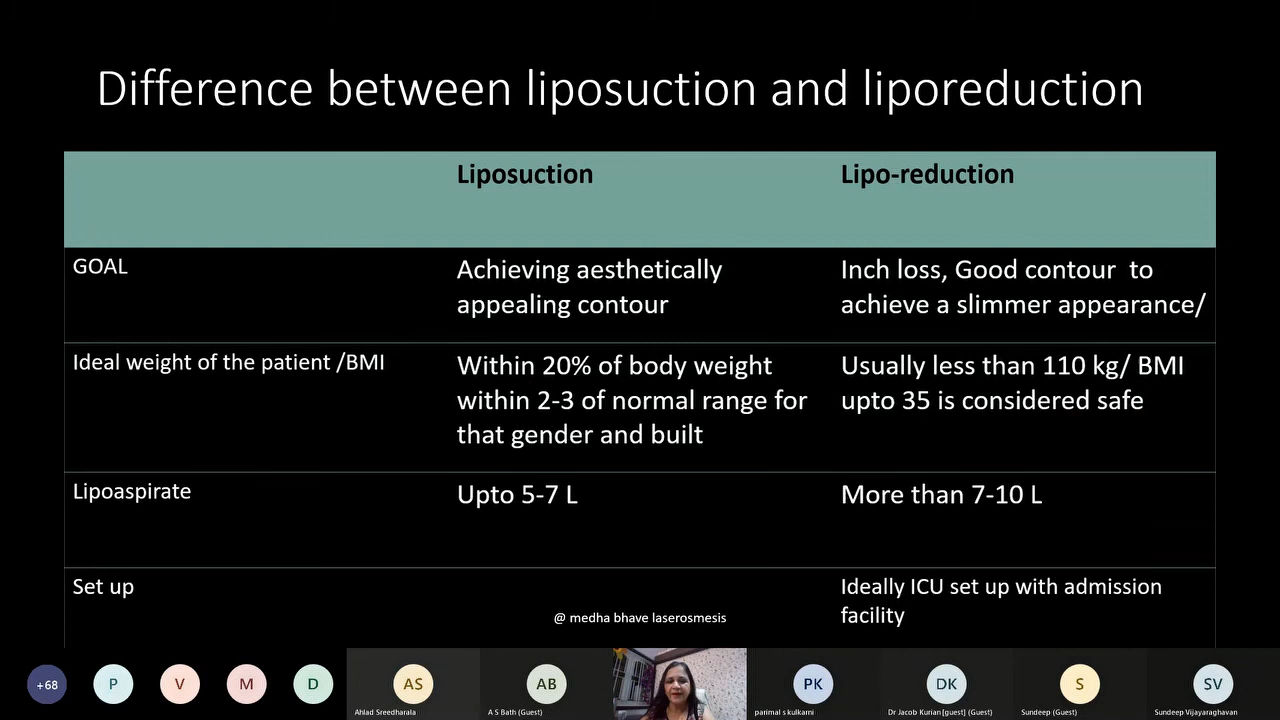 Difference between liposuction and liporeduction
Liposuction
Lipo-reduction
GOAL
Achieving aesthetically
appealing contour
Inch loss, Good contour to
achieve a slimmer appearance/
Ideal weight of the patient /BMI
Within 20% of body weight
within 2-3 of normal range for
that gender and built
Usually less than 110 kg/ BMI
upto 35 is considered safe
Lipoaspirate
Upto 5-7 L
More than 7-10 L
Set up
Ideally ICU set up with admission
facility
@ medha bhave laserosmesis
+68
P
V
M
D
AS
AB
PK
DK
S
SV
Ahlad Sreedharala
A S Bath (Guest)
parimal s kulkarni
Dr Jacob Kurian[guest] (Guest)
Sundeep (Guest)
Sundeep Vijayaraghavan